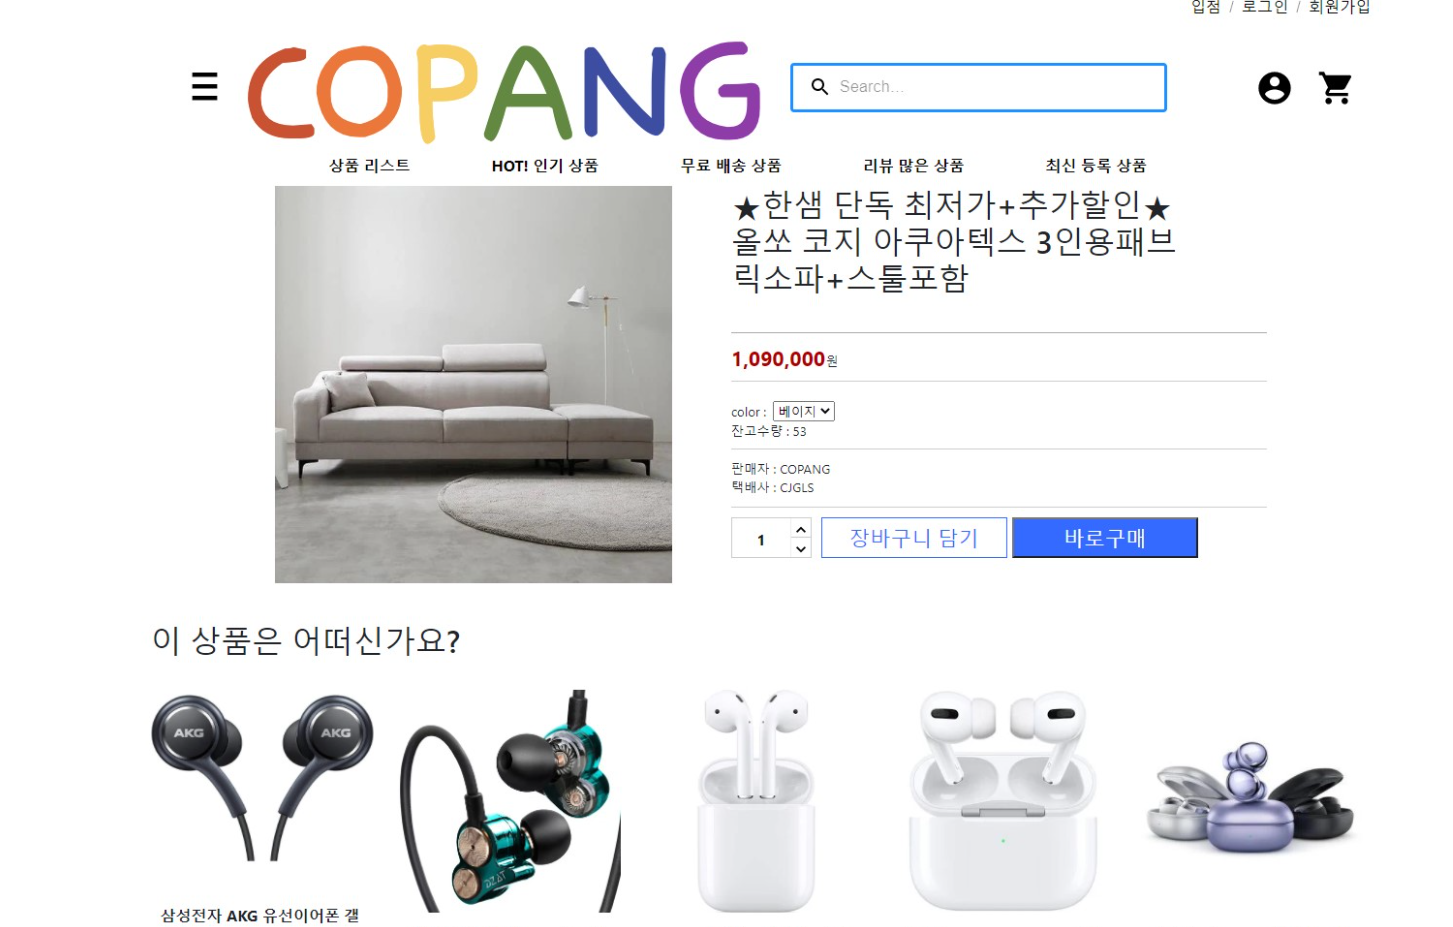 입점 / 로그인 / 회원가입
COPANG
Search...
상품 리스트 HOT! 인기 상품 무료 배송 상품 리뷰 많은 상품 최신 등록 상품
★한샘 단독 최저가+추가할인★
올쏘 코지 아쿠아텍스 3인용패브
릭소파+스툴포함
1,090,000원
color : 베이지
잔고수량 : 53
판매자 : COPANG
택배사 : CJGLS
1 장바구니 담기 바로구매
이 상품은 어떠신가요?
AKG AKG
삼성전자 AKG 유선이어폰 갤